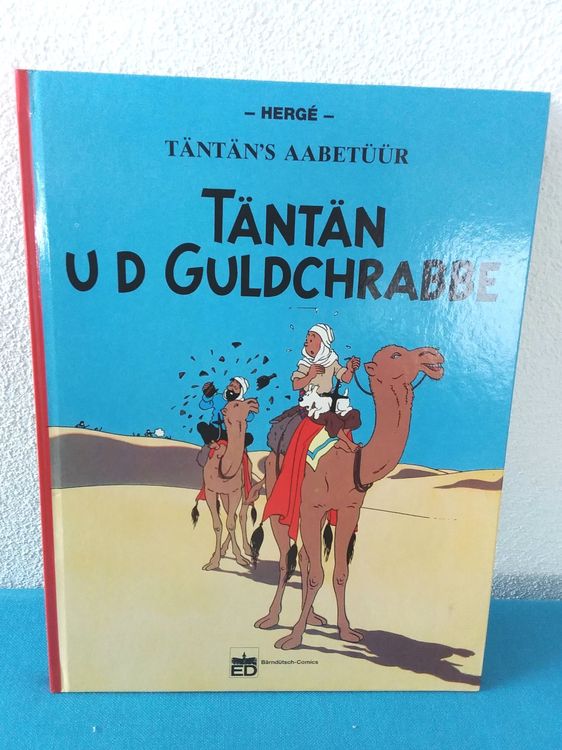 – HERGÉ –
TÄNTÄN'S AABETÜÜR
TÄNTÄN
U D GULDCHRABBE
ED
Bärndütsch-Comics